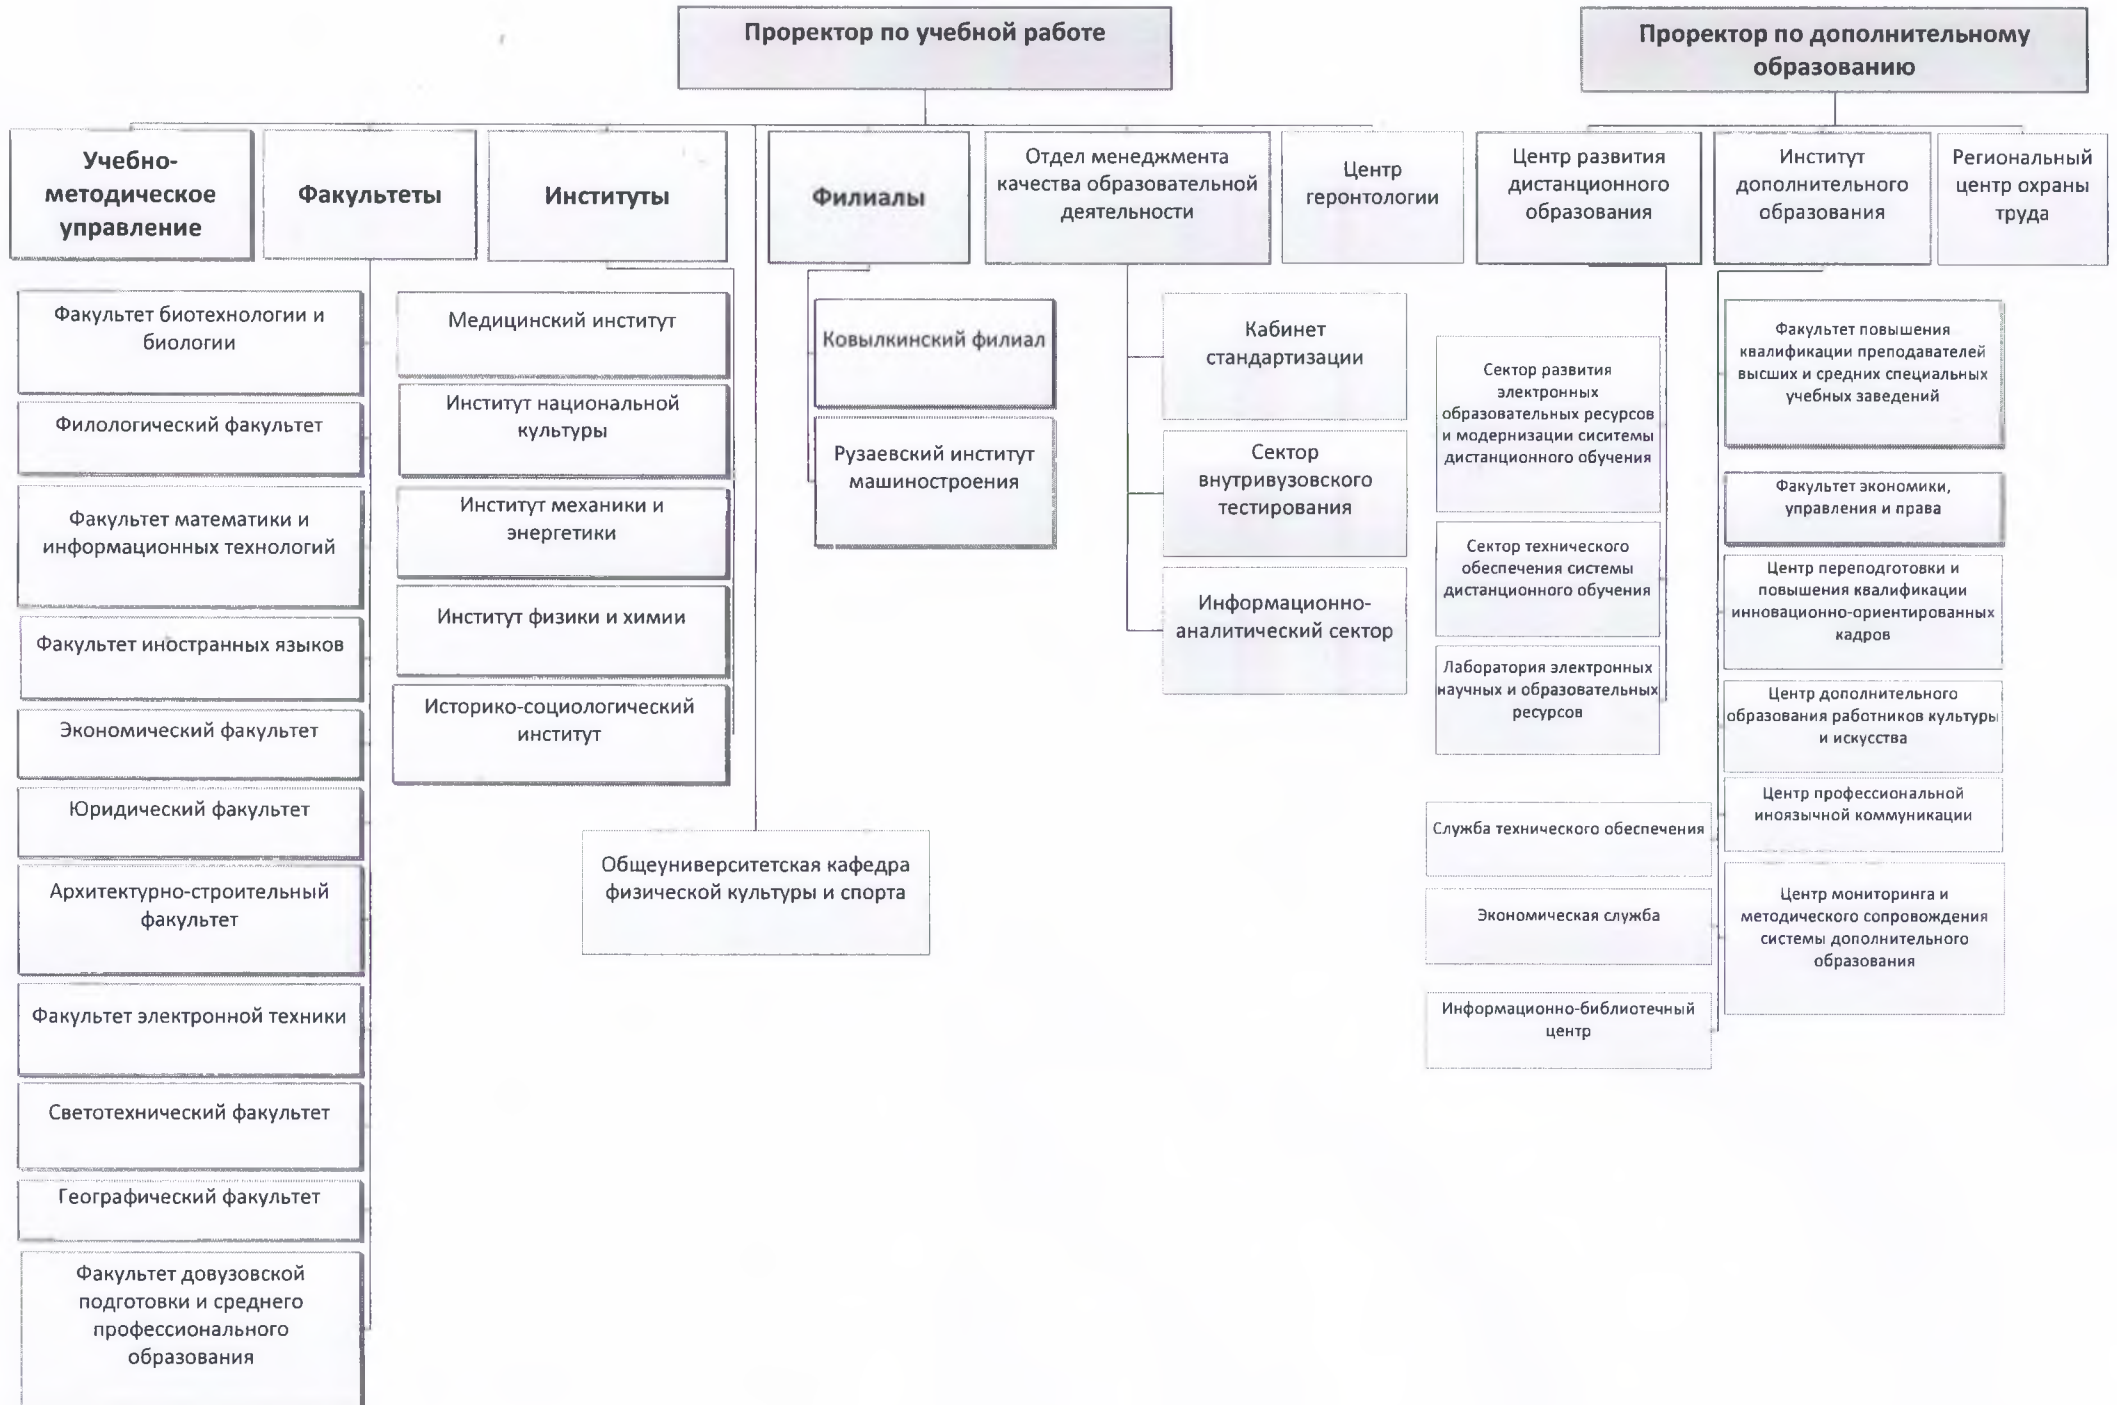 Проректор по учебной работе
Проректор по дополнительному
образованию
Учебно-
методическое
управление
Факультеты
Институты
Филиалы
Отдел менеджмента
качества образовательной
деятельности
Центр
геронтологии
Центр развития
дистанционного
образования
Институт
дополнительного
образования
Региональный
центр охраны
труда
Факультет биотехнологии и
биологии
Филологический факультет
Факультет математики и
информационных технологий
Факультет иностранных языков
Экономический факультет
Юридический факультет
Архитектурно-строительный
факультет
Факультет электронной техники
Светотехнический факультет
Географический факультет
Факультет довузовской
подготовки и среднего
профессионального
образования
Медицинский институт
Институт национальной
культуры
Институт механики и
энергетики
Институт физики и химии
Историко-социологический
институт
Общеуниверситетская кафедра
физической культуры и спорта
Ковылкинский филиал
Рузаевский институт
машиностроения
Кабинет
стандартизации
Сектор
внутривузовского
тестирования
Информационно-
аналитический сектор
Сектор развития
электронных
образовательных ресурсов
и модернизации сиситемы
дистанционного обучения
Сектор технического
обеспечения системы
дистанционного обучения
Лаборатория электронных
научных и образовательных
ресурсов
Служба технического обеспечения
Экономическая служба
Информационно-библиотечный
центр
Факультет повышения
квалификации преподавателей
высших и средних специальных
учебных заведений
Факультет экономики,
управления и права
Центр переподготовки и
повышения квалификации
инновационно-ориентированных
кадров
Центр дополнительного
образования работников культуры
и искусства
Центр профессиональной
иноязычной коммуникации
Центр мониторинга и
методического сопровождения
системы дополнительного
образования